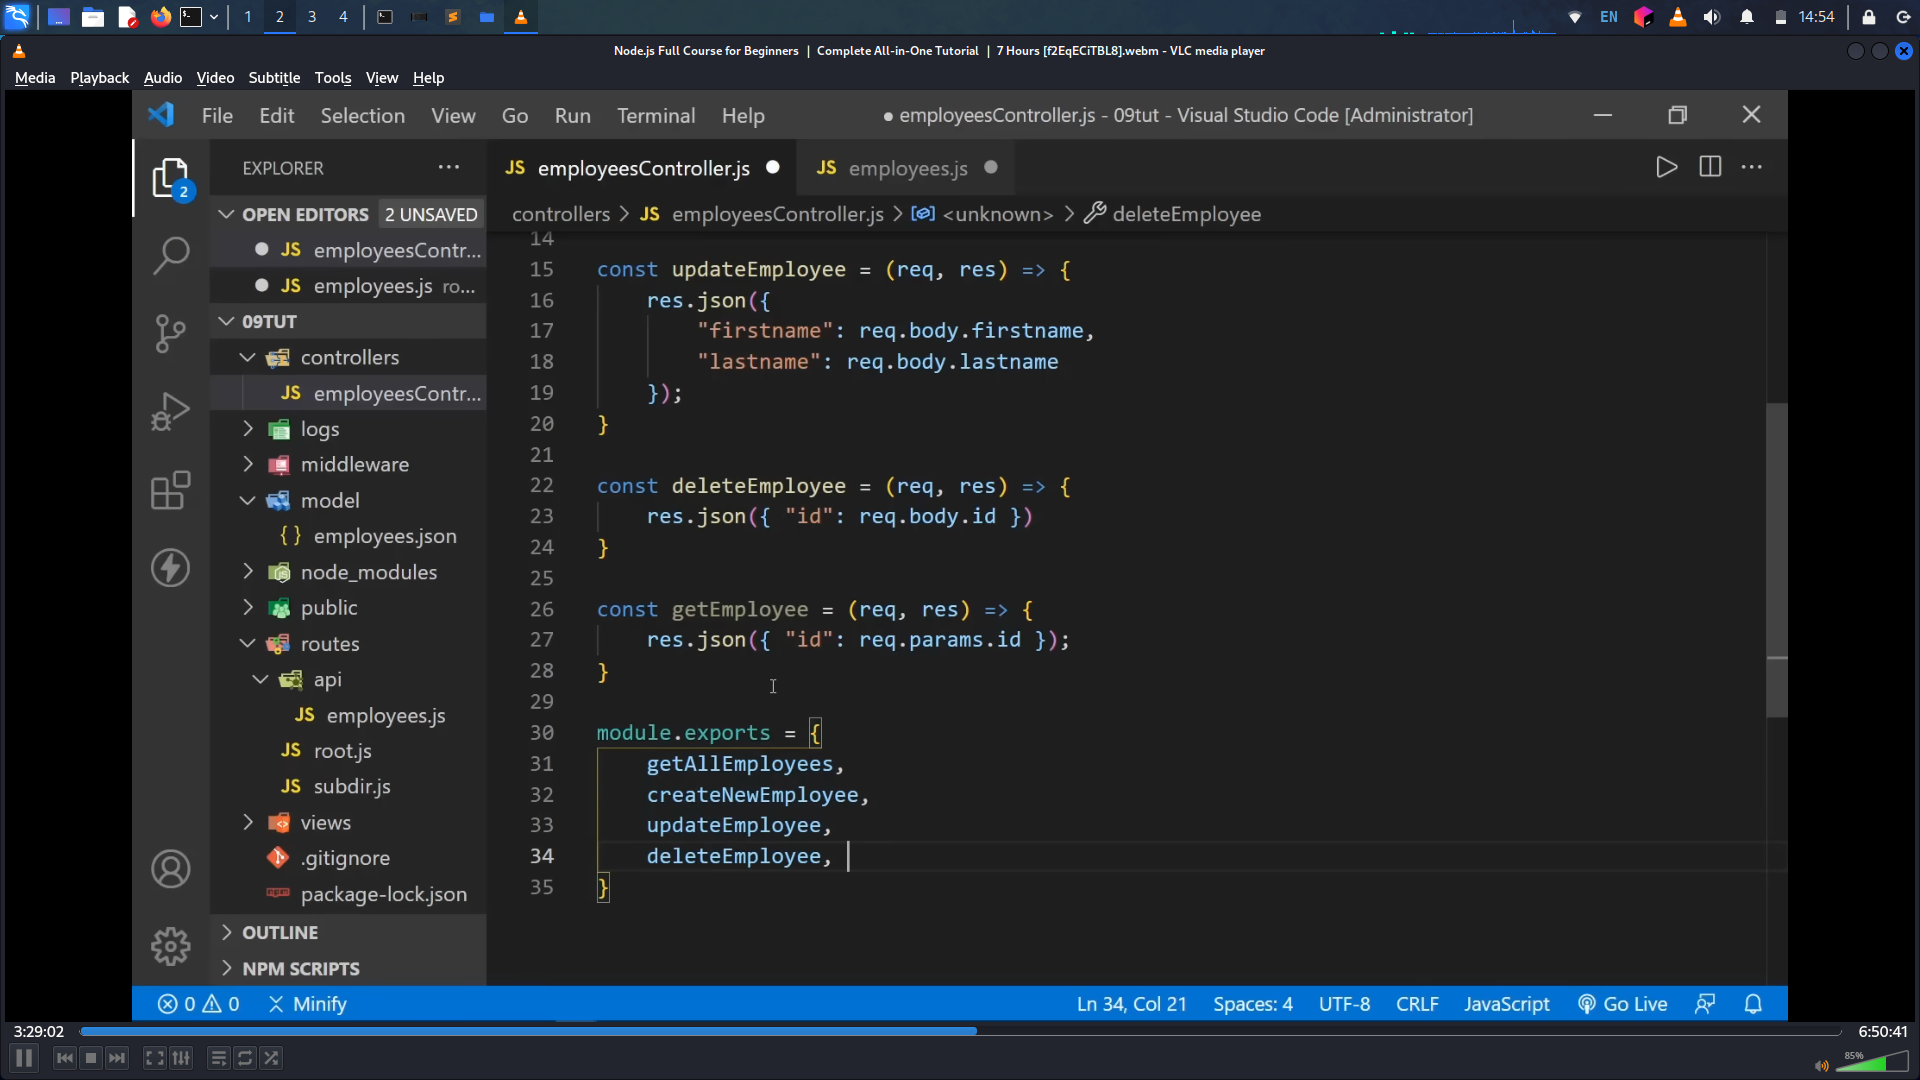 1 2 3 4 EN 14:54
Node.js Full Course for Beginners | Complete All-in-One Tutorial | 7 Hours [f2EqECiTBL8].webm - VLC media player
Media Playback Audio Video Subtitle Tools View Help
File Edit Selection View Go Run Terminal Help
● employeesController.js - 09tut - Visual Studio Code [Administrator]
2
EXPLORER
OPEN EDITORS 2 UNSAVED
JS employeesContr...
JS employees.js ro...
09TUT
controllers
JS employeesContr...
logs
middleware
model
{} employees.json
node_modules
public
routes
api
JS employees.js
JS root.js
JS subdir.js
views
.gitignore
package-lock.json
OUTLINE
NPM SCRIPTS
JS employeesController.js ● JS employees.js ●
controllers > JS employeesController.js > <unknown> > deleteEmployee
14
15 const updateEmployee = (req, res) => {
16 res.json({
17 "firstname": req.body.firstname,
18 "lastname": req.body.lastname
19 });
20 }
21
22 const deleteEmployee = (req, res) => {
23 res.json({ "id": req.body.id })
24 }
25
26 const getEmployee = (req, res) => {
27 res.json({ "id": req.params.id });
28 }
29
30 module.exports = {
31 getAllEmployees,
32 createNewEmployee,
33 updateEmployee,
34 deleteEmployee,
35 }
0 0 Minify Ln 34, Col 21 Spaces: 4 UTF-8 CRLF JavaScript Go Live
3:29:02 6:50:41
85%